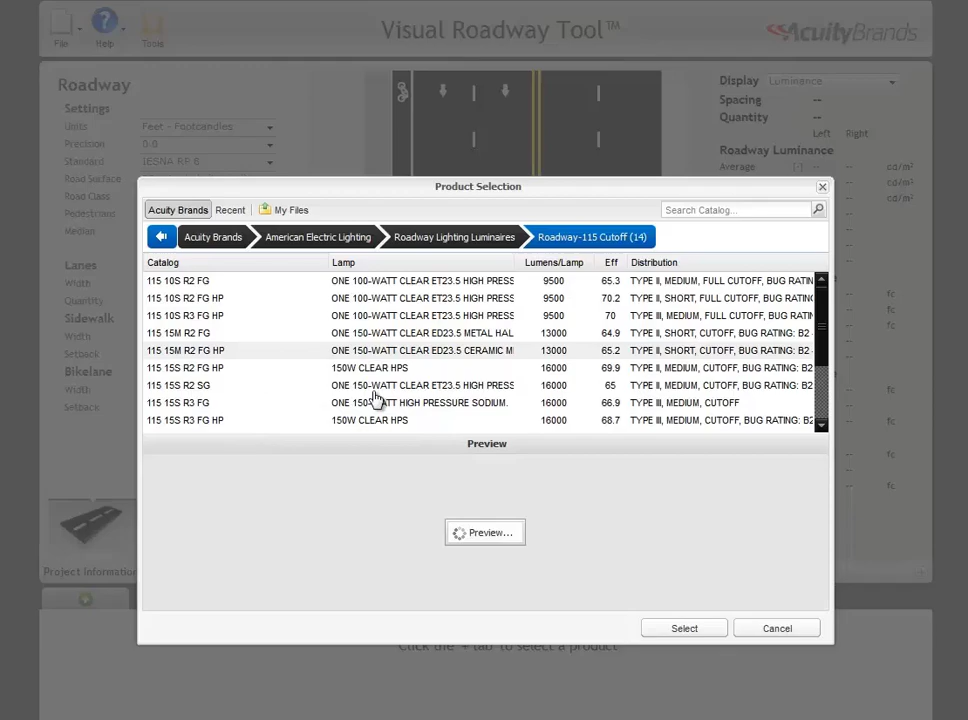 Visual Roadway Tool™
AcuityBrands
File
Help
Tools
Roadway
Settings
Units Feet - Footcandles
Precision 0.0
Standard IESNA RP 8
Road Surface
Road Class
Pedestrians
Median
Lanes
Width
Quantity
Sidewalk
Width
Setback
Bikelane
Width
Setback
Project Information
Display Luminance
Spacing --
Quantity --
Left Right
Roadway Luminance
Average [-] -- -- cd/m²
-- cd/m²
-- cd/m²
-- fc
-- fc
-- fc
-- fc
-- fc
-- fc
Product Selection
Acuity Brands Recent My Files
Search Catalog...
Acuity Brands American Electric Lighting Roadway Lighting Luminaires Roadway-115 Cutoff (14)
Catalog Lamp Lumens/Lamp Eff Distribution
115 10S R2 FG ONE 100-WATT CLEAR ET23.5 HIGH PRESS 9500 65.3 TYPE II, MEDIUM, FULL CUTOFF, BUG RATIN
115 10S R2 FG HP ONE 100-WATT CLEAR ET23.5 HIGH PRESS 9500 70.2 TYPE II, SHORT, FULL CUTOFF, BUG RATING
115 10S R3 FG HP ONE 100-WATT CLEAR ET23.5 HIGH PRESS 9500 70 TYPE III, MEDIUM, FULL CUTOFF, BUG RATIN
115 15M R2 FG ONE 150-WATT CLEAR ED23.5 METAL HAL 13000 64.9 TYPE II, SHORT, CUTOFF, BUG RATING: B2
115 15M R2 FG HP ONE 150-WATT CLEAR ED23.5 CERAMIC M 13000 65.2 TYPE II, SHORT, CUTOFF, BUG RATING: B2
115 15S R2 FG HP 150W CLEAR HPS 16000 69.9 TYPE II, MEDIUM, CUTOFF, BUG RATING: B2
115 15S R2 SG ONE 150-WATT CLEAR ET23.5 HIGH PRESS 16000 65 TYPE II, MEDIUM, CUTOFF, BUG RATING: B2
115 15S R3 FG ONE 150-WATT HIGH PRESSURE SODIUM. 16000 66.9 TYPE III, MEDIUM, CUTOFF
115 15S R3 FG HP 150W CLEAR HPS 16000 68.7 TYPE III, MEDIUM, CUTOFF, BUG RATING: B2
Preview
Preview...
Select Cancel
Click the '+' tab to select a product